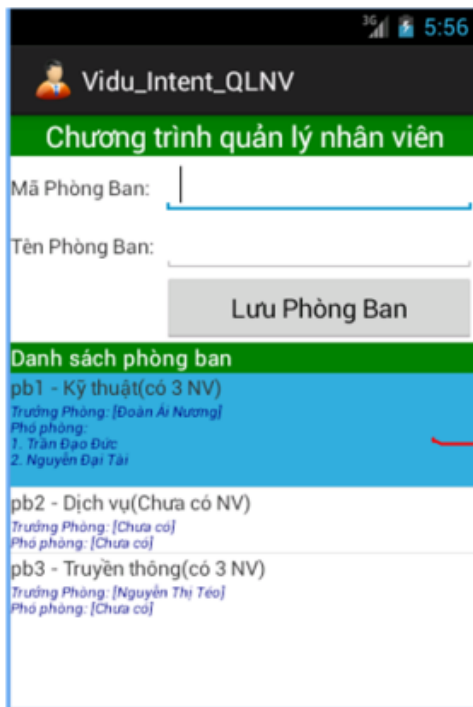 3G 5:56
Vidu_Intent_QLNV
Chương trình quản lý nhân viên
Mã Phòng Ban:
Tên Phòng Ban:
Lưu Phòng Ban
Danh sách phòng ban
pb1 - Kỹ thuật(có 3 NV)
Trưởng Phòng: [Đoàn Ái Nương]
Phó phòng:
1. Trần Đạo Đức
2. Nguyễn Đại Tài
pb2 - Dịch vụ(Chưa có NV)
Trưởng Phòng: [Chưa có]
Phó phòng: [Chưa có]
pb3 - Truyền thông(có 3 NV)
Trưởng Phòng: [Nguyễn Thị Téo]
Phó phòng: [Chưa có]